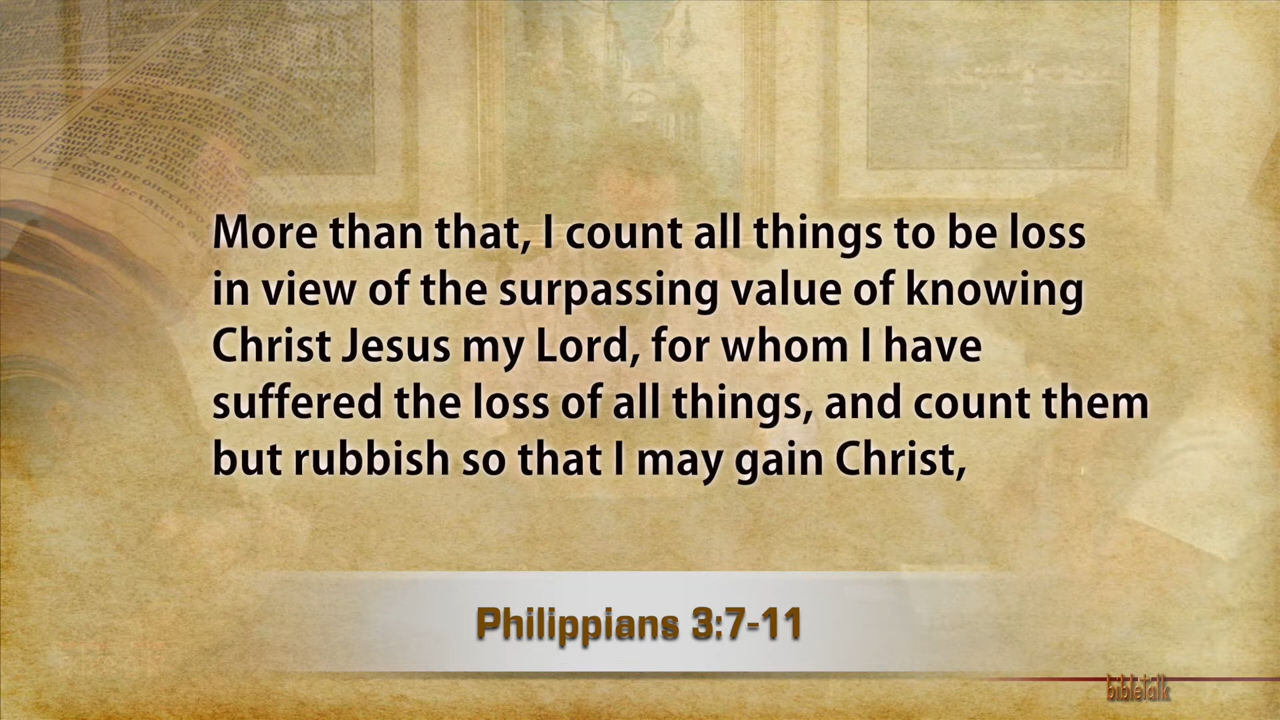 More than that, I count all things to be loss
in view of the surpassing value of knowing
Christ Jesus my Lord, for whom I have
suffered the loss of all things, and count them
but rubbish so that I may gain Christ,
Philippians 3:7-11
bibletalk